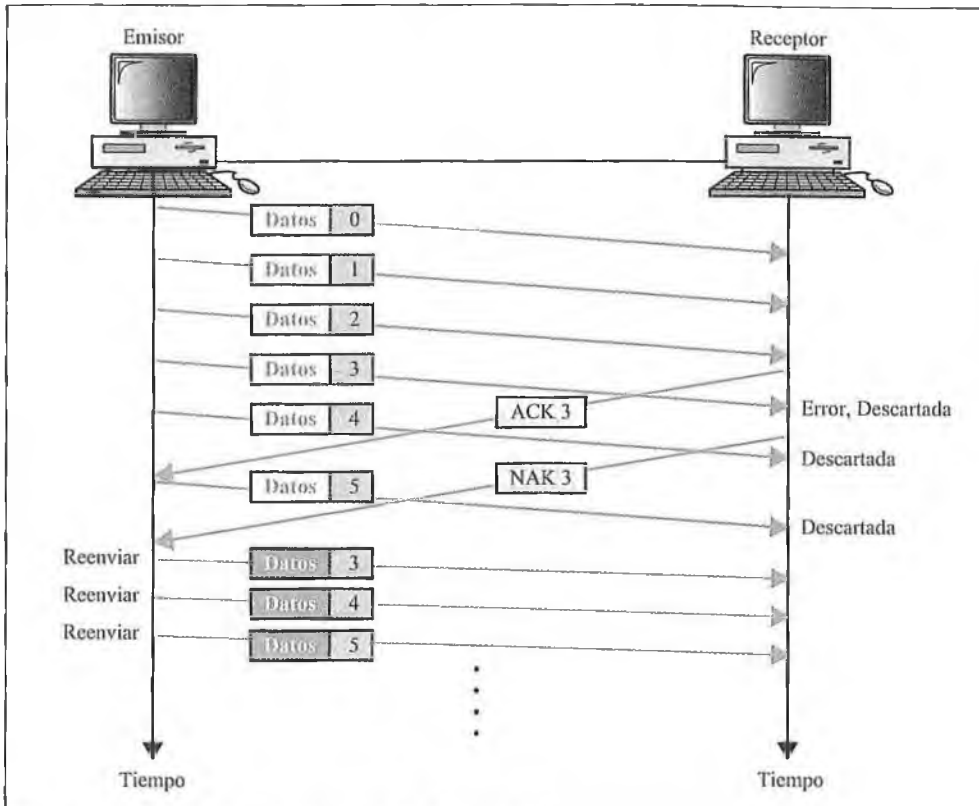 Emisor
Receptor
Datos 0
Datos 1
Datos 2
Datos 3
ACK 3
Error, Descartada
Datos 4
Descartada
NAK 3
Datos 5
Descartada
Reenviar
Datos 3
Reenviar
Datos 4
Reenviar
Datos 5
Tiempo
Tiempo